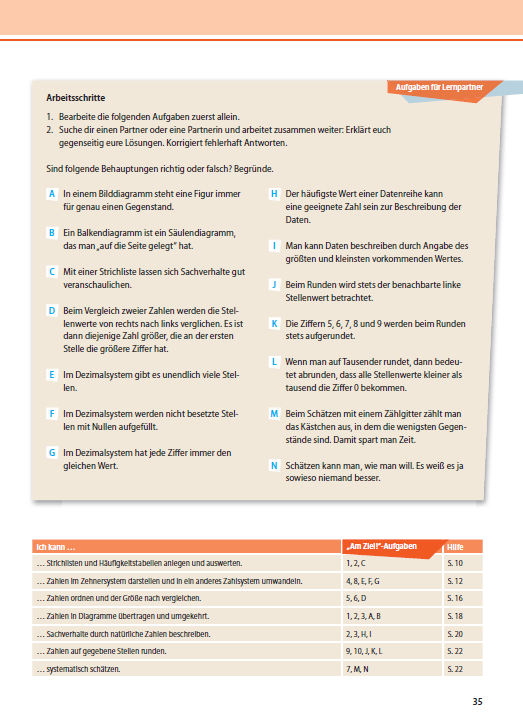 Aufgaben für Lernpartner
Arbeitsschritte
1. Bearbeite die folgenden Aufgaben zuerst allein.
2. Suche dir einen Partner oder eine Partnerin und arbeitet zusammen weiter: Erklärt euch
gegenseitig eure Lösungen. Korrigiert fehlerhaft Antworten.
Sind folgende Behauptungen richtig oder falsch? Begründe.
A In einem Bilddiagramm steht eine Figur immer
für genau einen Gegenstand.
B Ein Balkendiagramm ist ein Säulendiagramm,
das man „auf die Seite gelegt“ hat.
C Mit einer Strichliste lassen sich Sachverhalte gut
veranschaulichen.
D Beim Vergleich zweier Zahlen werden die Stel-
lenwerte von rechts nach links verglichen. Es ist
dann diejenige Zahl größer, die an der ersten
Stelle die größere Ziffer hat.
E Im Dezimalsystem gibt es unendlich viele Stel-
len.
F Im Dezimalsystem werden nicht besetzte Stel-
len mit Nullen aufgefüllt.
G Im Dezimalsystem hat jede Ziffer immer den
gleichen Wert.
H Der häufigste Wert einer Datenreihe kann
eine geeignete Zahl sein zur Beschreibung der
Daten.
I Man kann Daten beschreiben durch Angabe des
größten und kleinsten vorkommenden Wertes.
J Beim Runden wird stets der benachbarte linke
Stellenwert betrachtet.
K Die Ziffern 5, 6, 7, 8 und 9 werden beim Runden
stets aufgerundet.
L Wenn man auf Tausender rundet, dann bedeu-
tet abrunden, dass alle Stellenwerte kleiner als
tausend die Ziffer 0 bekommen.
M Beim Schätzen mit einem Zählgitter zählt man
das Kästchen aus, in dem die wenigsten Gegen-
stände sind. Damit spart man Zeit.
N Schätzen kann man, wie man will. Es weiß es ja
sowieso niemand besser.
Ich kann … „Am Ziel!“-Aufgaben Hilfe
… Strichlisten und Häufigkeitstabellen anlegen und auswerten. 1, 2, C S. 10
… Zahlen im Zehnersystem darstellen und in ein anderes Zahlsystem umwandeln. 4, 8, E, F, G S. 12
… Zahlen ordnen und der Größe nach vergleichen. 5, 6, D S. 16
… Zahlen in Diagramme übertragen und umgekehrt. 1, 2, 3, A, B S. 18
… Sachverhalte durch natürliche Zahlen beschreiben. 2, 3, H, I S. 20
… Zahlen auf gegebene Stellen runden. 9, 10, J, K, L S. 22
… systematisch schätzen. 7, M, N S. 22
35